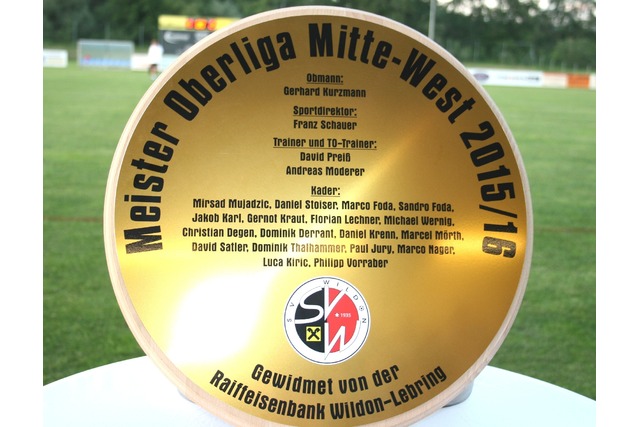 Meister Oberliga Mitte-West 2015/16
Obmann:
Gerhard Kurzmann
Sportdirektor:
Franz Schauer
Trainer und TO-Trainer:
David Preiß
Andreas Moderer
Kader:
Mirsad Mujadzic, Daniel Stoiser, Marco Foda, Sandro Foda,
Jakob Karl, Gernot Kraut, Florian Lechner, Michael Wernig,
Christian Degen, Dominik Derrant, Daniel Krenn, Marcel Mörth,
David Satler, Dominik Thalhammer, Paul Jury, Marco Nager,
Luca Kiric, Philipp Vorraber
SV WILDON
SVW
Gewidmet von der
Raiffeisenbank Wildon-Lebring